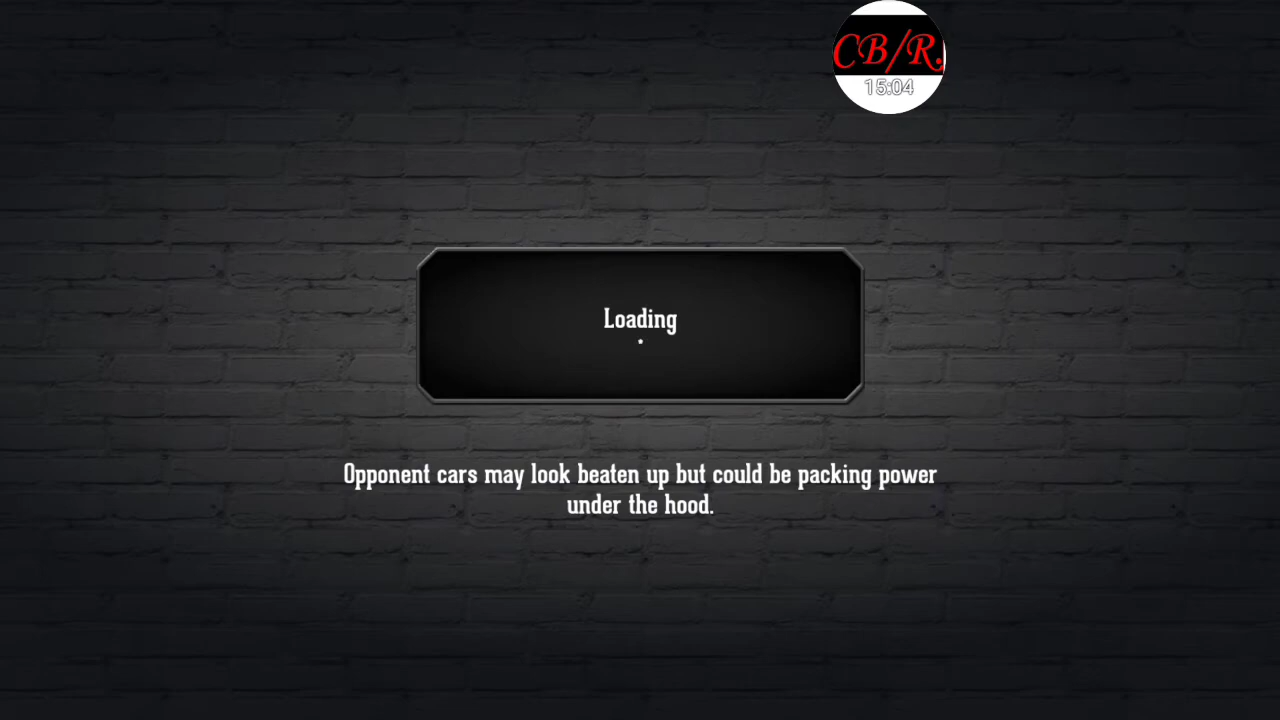 CB/R.
15:04
Loading
Opponent cars may look beaten up but could be packing power
under the hood.